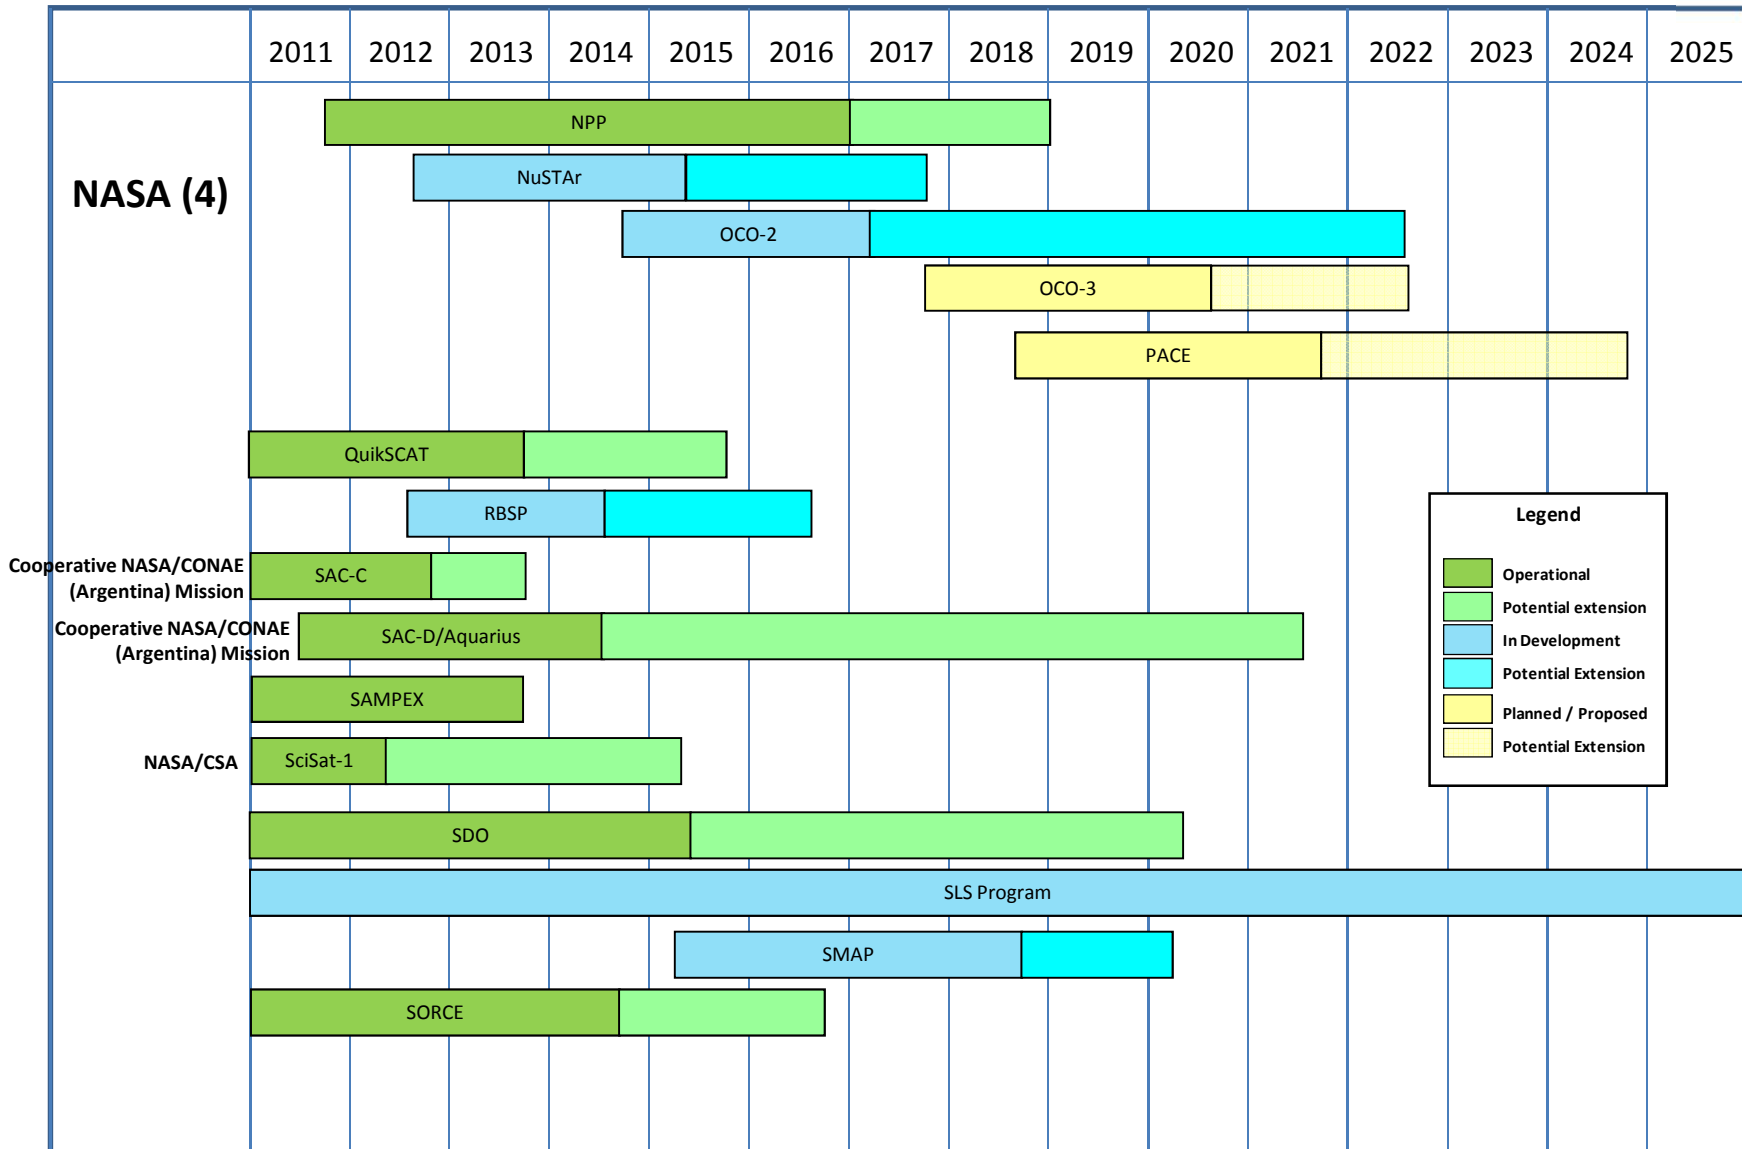 2011 2012 2013 2014 2015 2016 2017 2018 2019 2020 2021 2022 2023 2024 2025
NPP
NASA (4)
NuSTAr
OCO-2
OCO-3
PACE
QuikSCAT
RBSP
Cooperative NASA/CONAE
(Argentina) Mission
SAC-C
Cooperative NASA/CONAE
(Argentina) Mission
SAC-D/Aquarius
SAMPEX
NASA/CSA
SciSat-1
SDO
SLS Program
SMAP
SORCE
Legend
Operational
Potential extension
In Development
Potential Extension
Planned / Proposed
Potential Extension